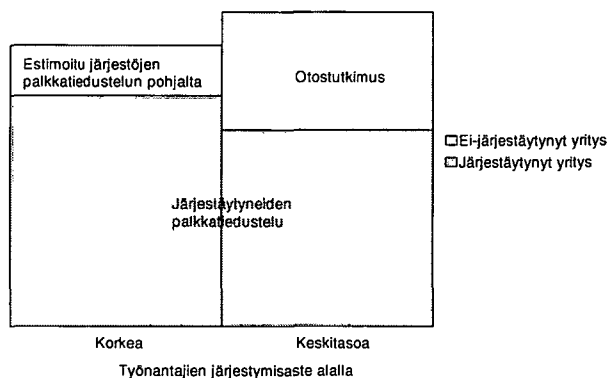 Estimoitu järjestöjen
palkkatiedustelun pohjalta
Otostutkimus
Ei-järjestäytynyt yritys
Järjestäytynyt yritys
Järjestäytyneiden
palkkatiedustelu
Korkea
Keskitasoa
Työnantajien järjestymisaste alalla